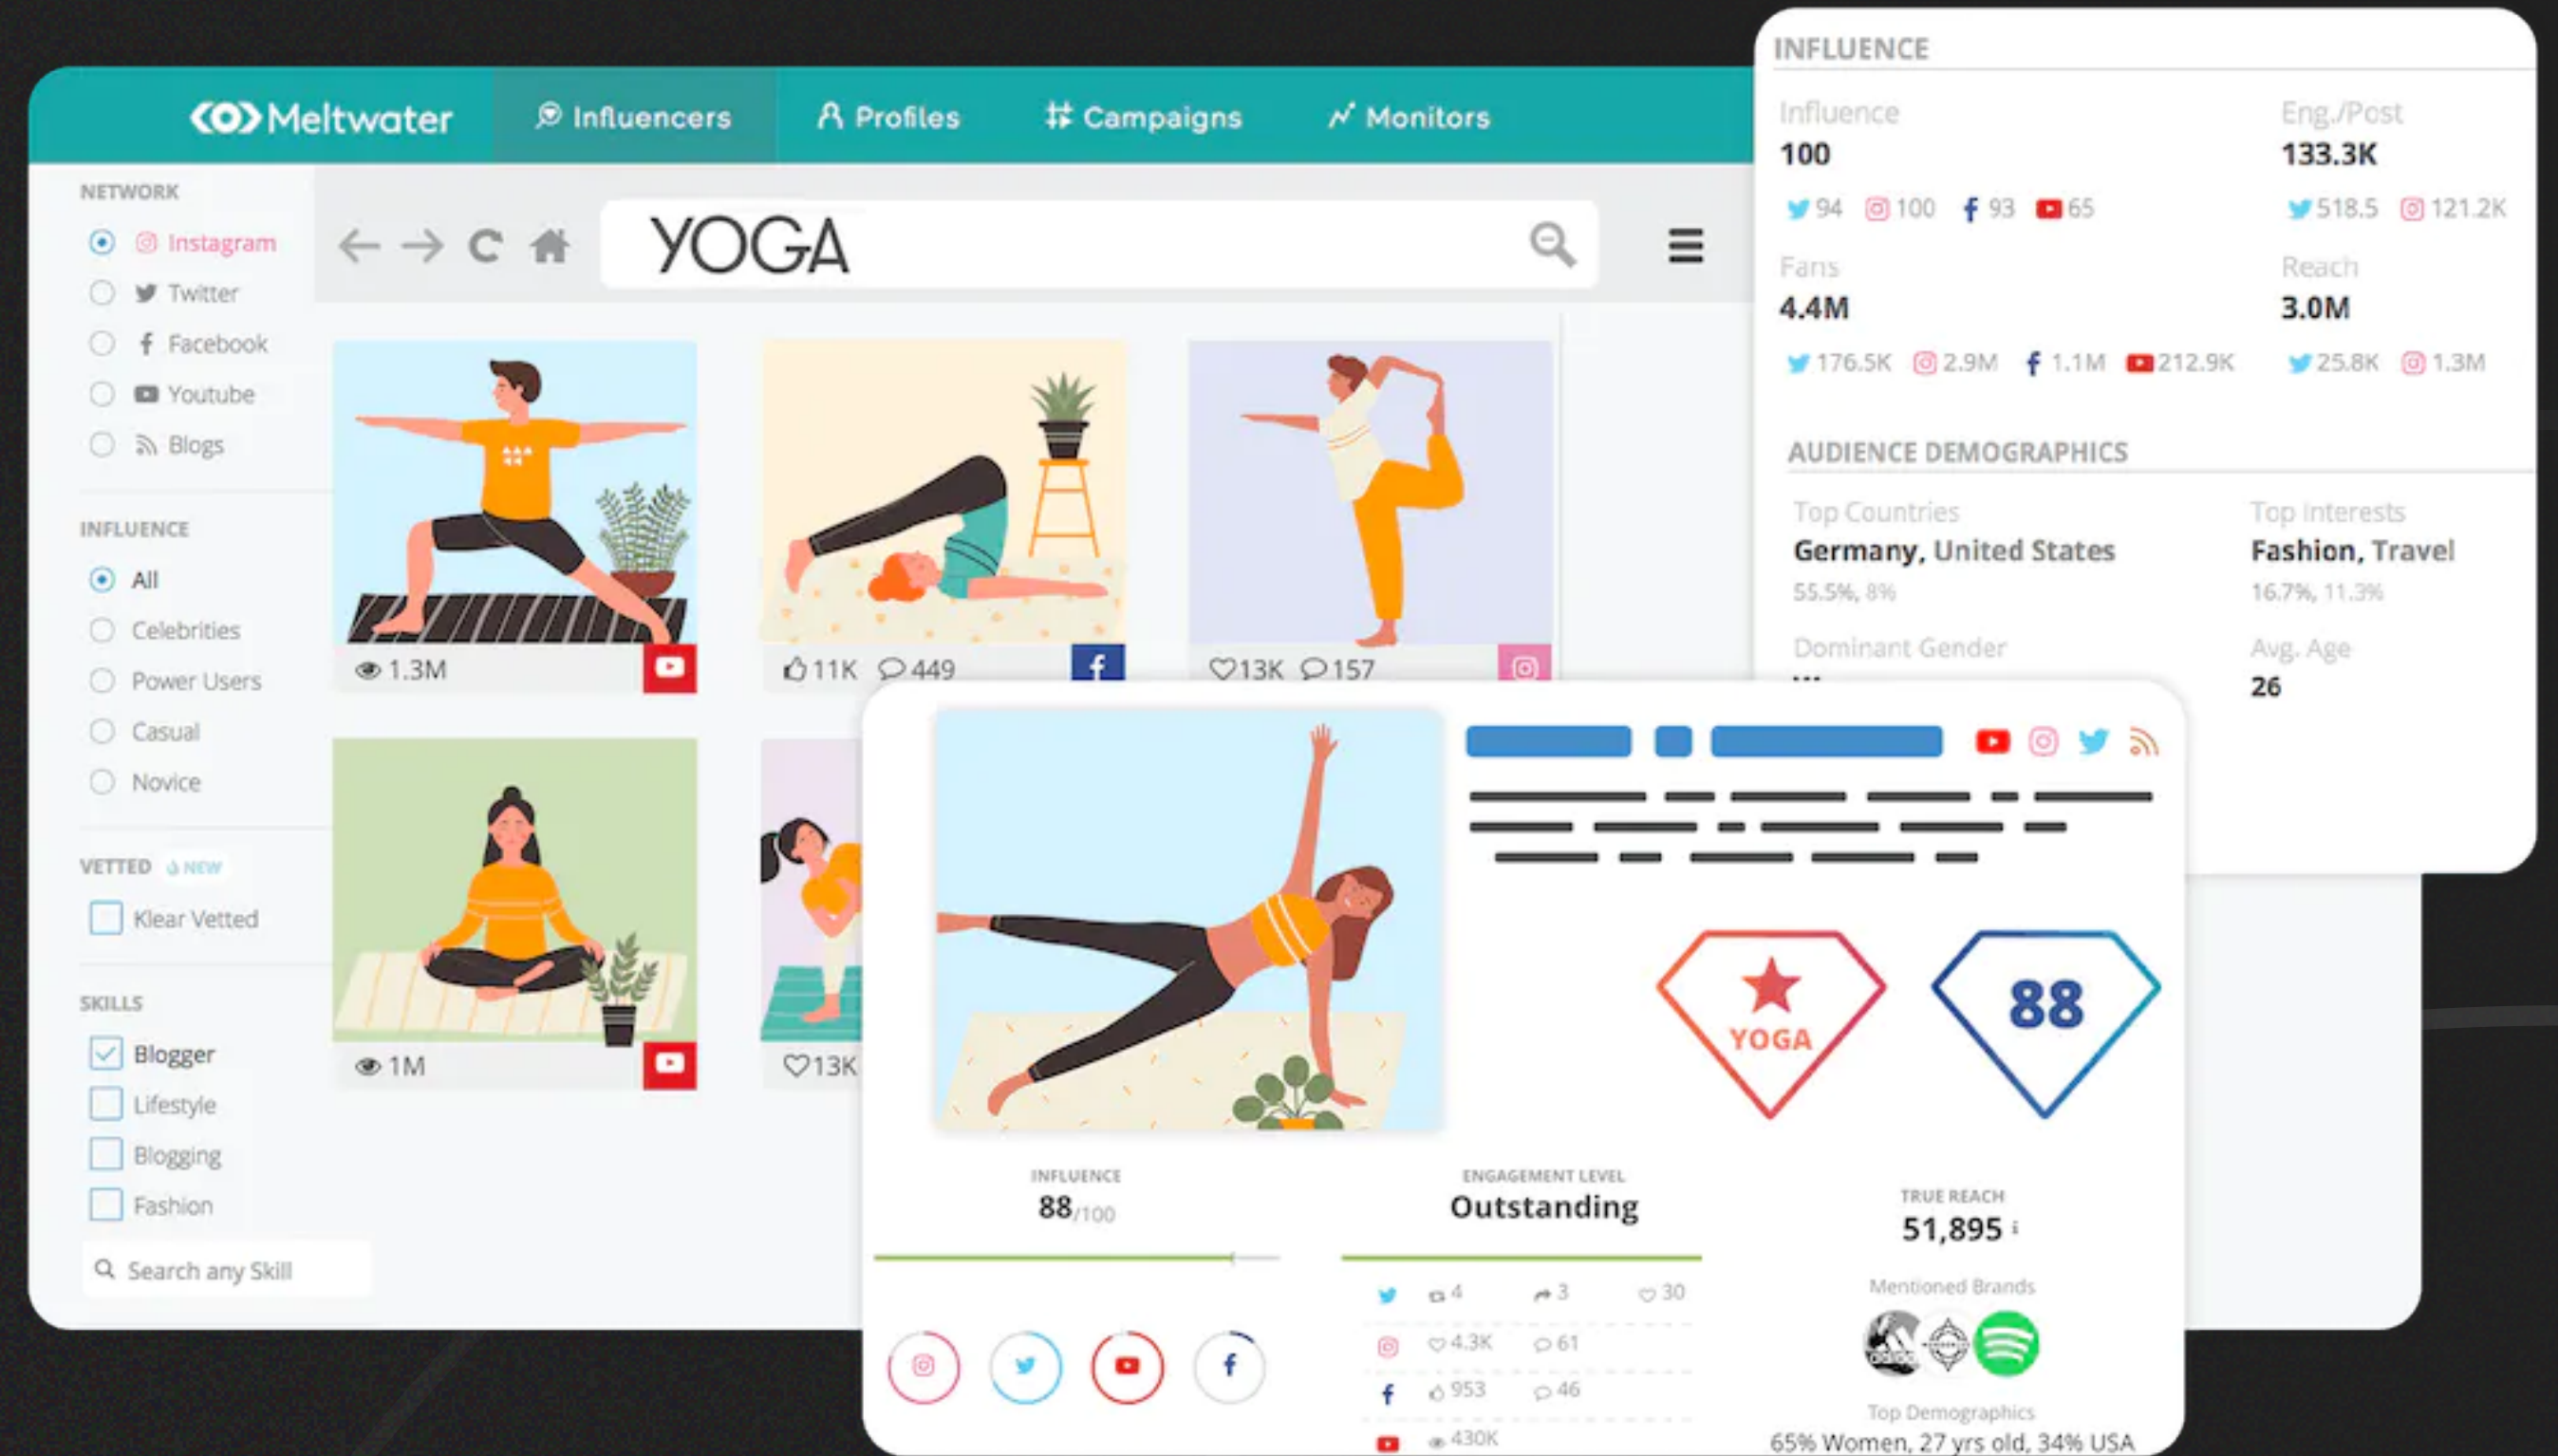 Meltwater
Influencers
Profiles
Campaigns
Monitors
NETWORK
Instagram
Twitter
Facebook
Youtube
Blogs
INFLUENCE
All
Celebrities
Power Users
Casual
Novice
VETTED NEW
Klear Vetted
SKILLS
Blogger
Lifestyle
Blogging
Fashion
Search any Skill
YOGA
1.3M
11K 449
13K 157
1M
13K
INFLUENCE
Influence
100
94 100 93 65
Eng./Post
133.3K
518.5 121.2K
Fans
4.4M
176.5K 2.9M 1.1M 212.9K
Reach
3.0M
25.8K 1.3M
AUDIENCE DEMOGRAPHICS
Top Countries
Germany, United States
55.5%, 8%
Top Interests
Fashion, Travel
16.7%, 11.3%
Dominant Gender
Avg. Age
26
YOGA
88
INFLUENCE
88/100
ENGAGEMENT LEVEL
Outstanding
4 3 30
4.3K 61
953 46
430K
TRUE REACH
51,895
Mentioned Brands
Top Demographics
65% Women, 27 yrs old, 34% USA